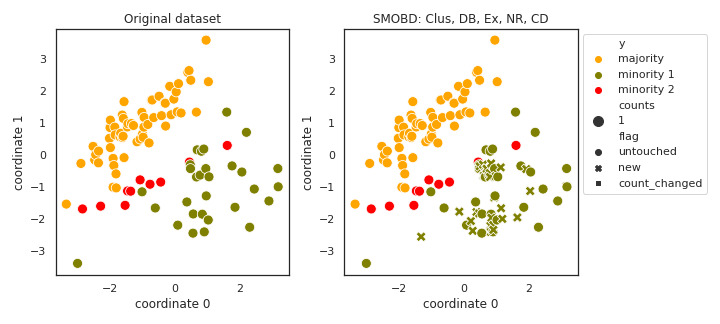 Original dataset
SMOBD: Clus, DB, Ex, NR, CD
3
2
1
0
−1
−2
−3
coordinate 1
−2
0
2
coordinate 0
3
2
1
0
−1
−2
−3
coordinate 1
−2
0
2
coordinate 0
y
majority
minority 1
minority 2
counts
1
flag
untouched
new
count_changed